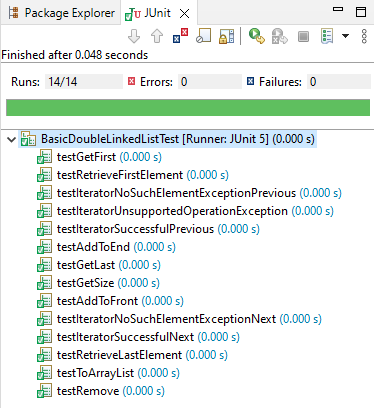 Package Explorer JUnit
Finished after 0.048 seconds
Runs: 14/14 Errors: 0 Failures: 0
BasicDoubleLinkedListTest [Runner: JUnit 5] (0.000 s)
testGetFirst (0.000 s)
testRetrieveFirstElement (0.000 s)
testIteratorNoSuchElementExceptionPrevious (0.000 s)
testIteratorUnsupportedOperationException (0.000 s)
testIteratorSuccessfulPrevious (0.000 s)
testAddToEnd (0.000 s)
testGetLast (0.000 s)
testGetSize (0.000 s)
testAddToFront (0.000 s)
testIteratorNoSuchElementExceptionNext (0.000 s)
testIteratorSuccessfulNext (0.000 s)
testRetrieveLastElement (0.000 s)
testToArrayList (0.000 s)
testRemove (0.000 s)